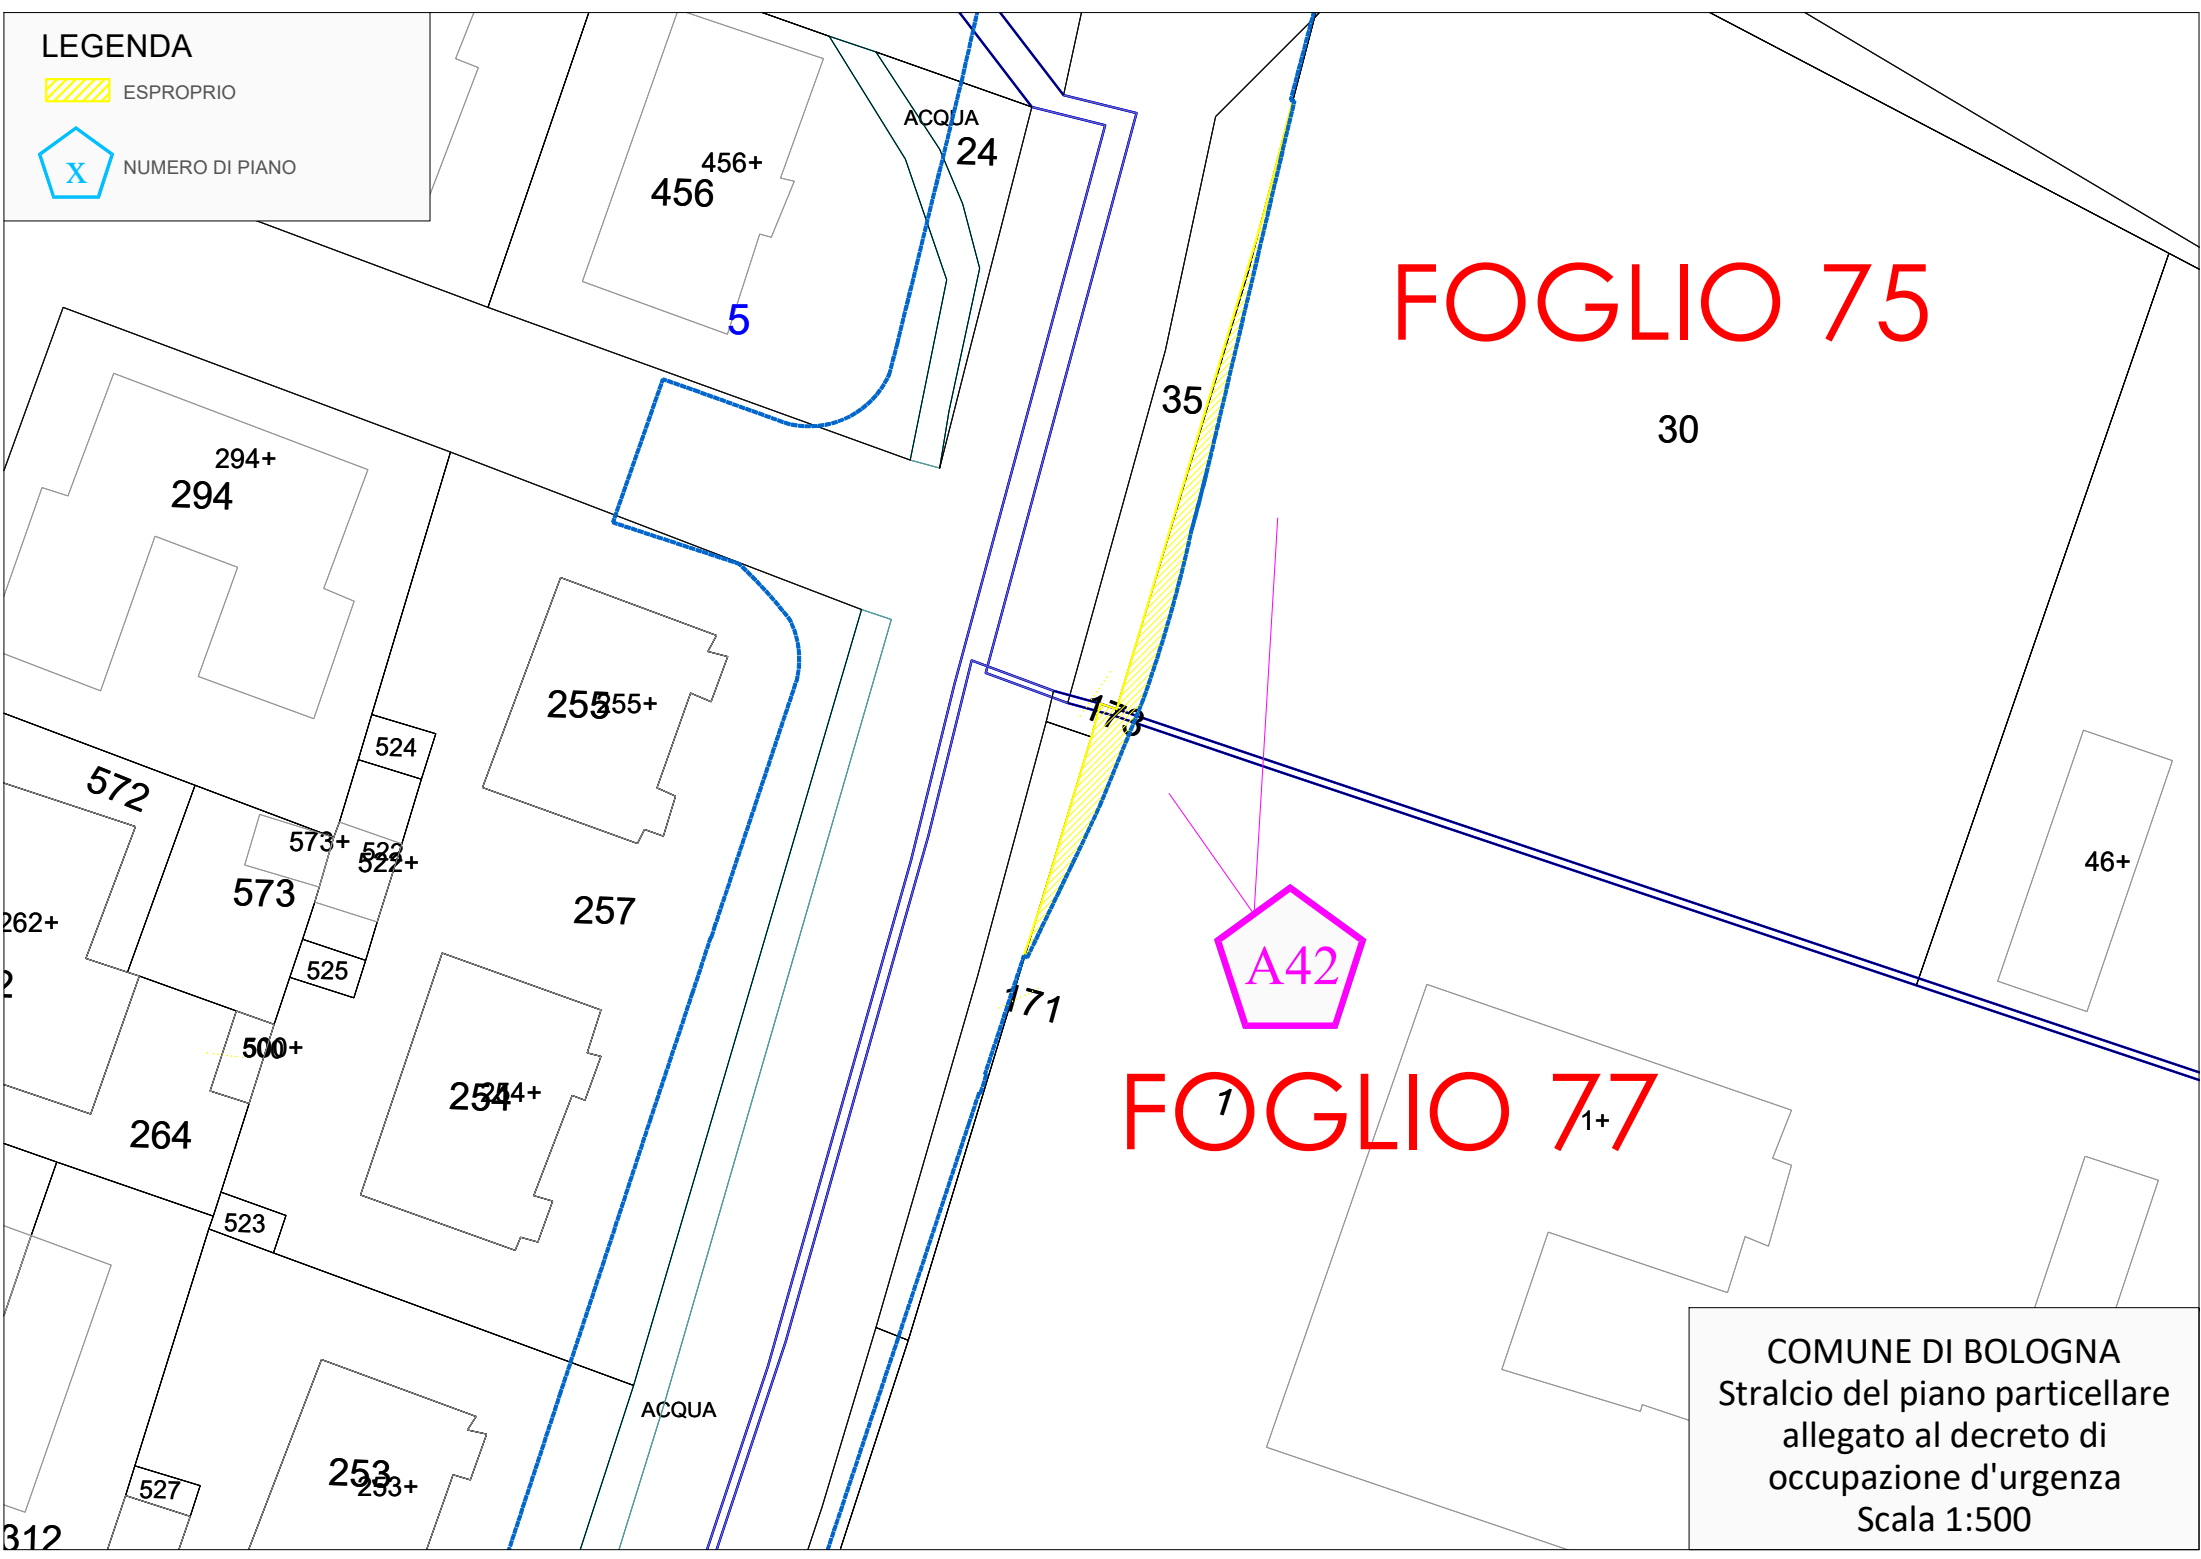 LEGENDA
ESPROPRIO
X
NUMERO DI PIANO
ACQUA
24
456+
456
5
FOGLIO 75
35
30
294+
294
255
255+
173
524
572
573+
522
522+
573
46+
257
262+
2
525
A42
171
500+
254
254+
FOGLIO 77
1
1+
264
523
COMUNE DI BOLOGNA
Stralcio del piano particellare
allegato al decreto di
occupazione d'urgenza
Scala 1:500
ACQUA
253
253+
527
312